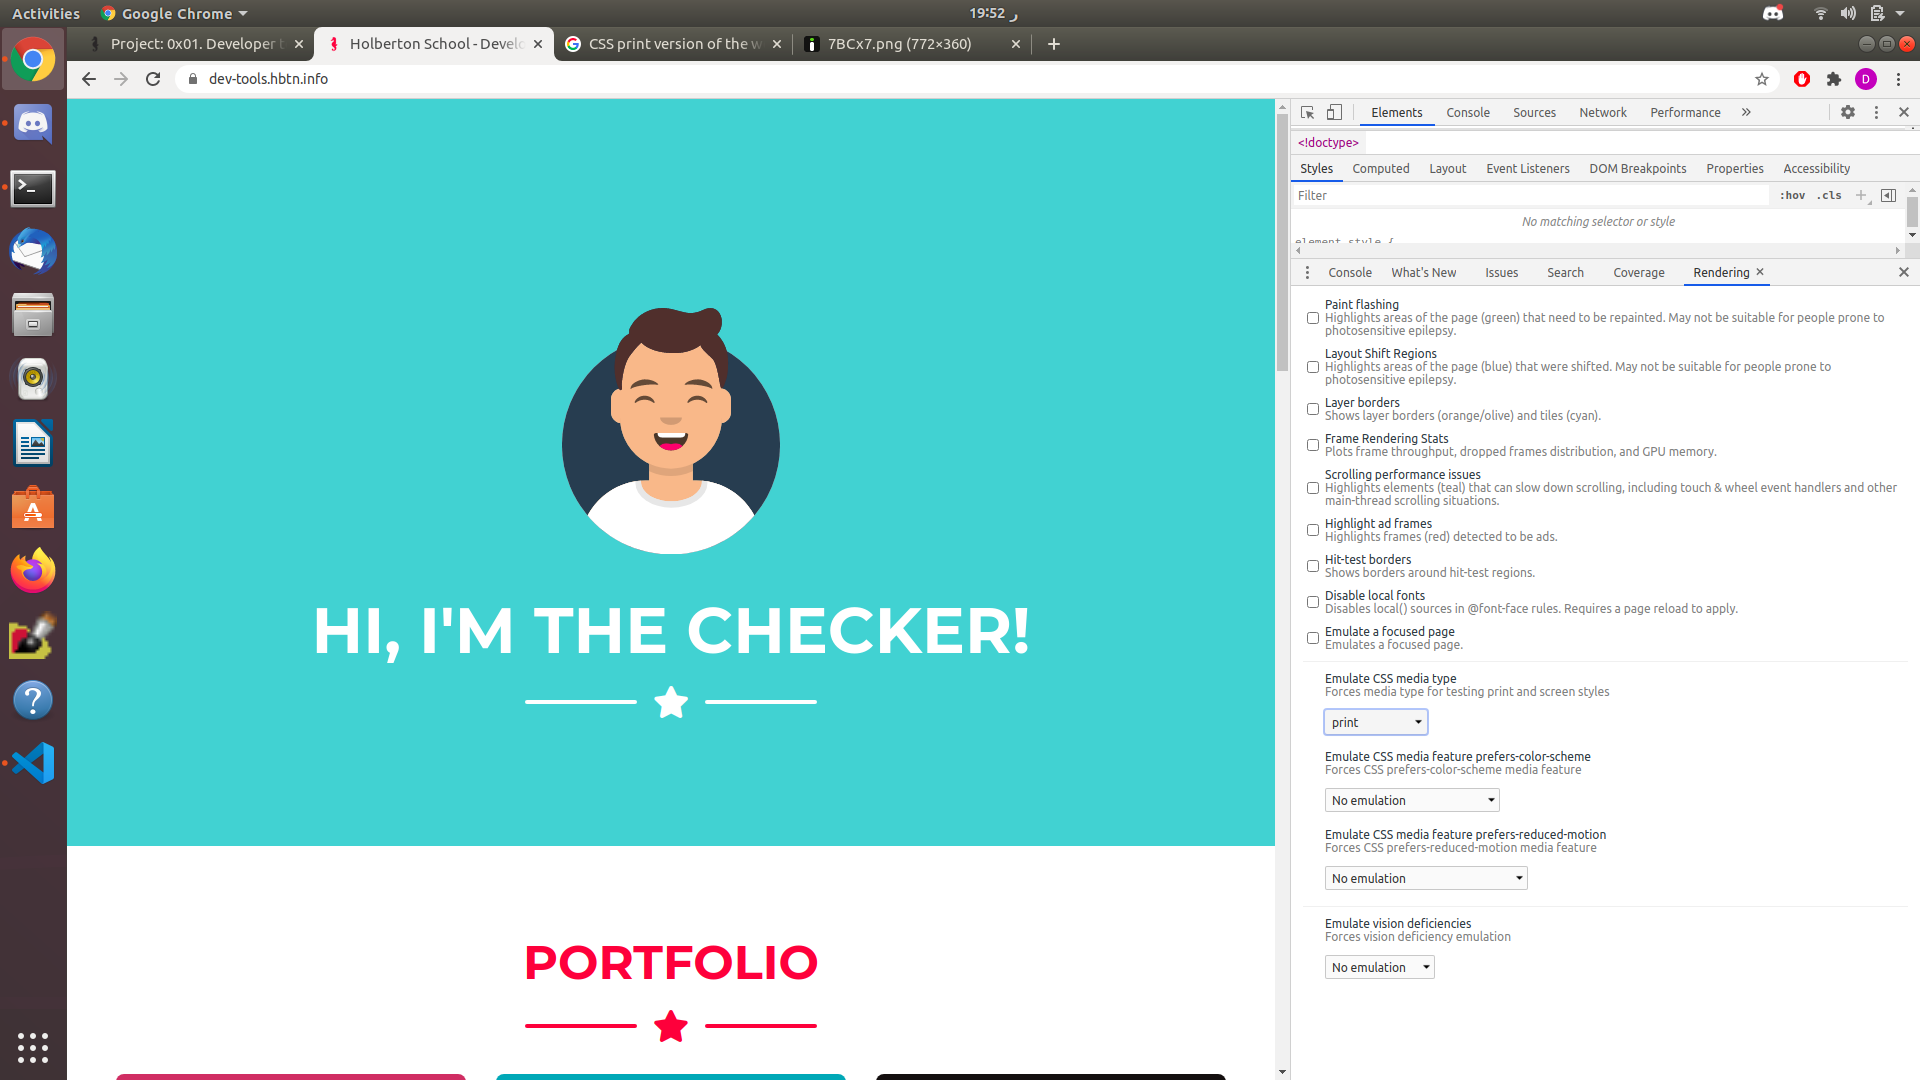 Activities
Google Chrome
19:52 ر
Project: 0x01. Developer t
Holberton School - Develo
CSS print version of the w
7BCx7.png (772×360)
dev-tools.hbtn.info
D
Elements Console Sources Network Performance
<!doctype>
Styles Computed Layout Event Listeners DOM Breakpoints Properties Accessibility
Filter
:hov .cls
No matching selector or style
element.style {
Console What's New Issues Search Coverage Rendering
Paint flashing
Highlights areas of the page (green) that need to be repainted. May not be suitable for people prone to
photosensitive epilepsy.
Layout Shift Regions
Highlights areas of the page (blue) that were shifted. May not be suitable for people prone to
photosensitive epilepsy.
Layer borders
Shows layer borders (orange/olive) and tiles (cyan).
Frame Rendering Stats
Plots frame throughput, dropped frames distribution, and GPU memory.
Scrolling performance issues
Highlights elements (teal) that can slow down scrolling, including touch & wheel event handlers and other
main-thread scrolling situations.
Highlight ad frames
Highlights frames (red) detected to be ads.
Hit-test borders
Shows borders around hit-test regions.
Disable local fonts
Disables local() sources in @font-face rules. Requires a page reload to apply.
Emulate a focused page
Emulates a focused page.
Emulate CSS media type
Forces media type for testing print and screen styles
print
Emulate CSS media feature prefers-color-scheme
Forces CSS prefers-color-scheme media feature
No emulation
Emulate CSS media feature prefers-reduced-motion
Forces CSS prefers-reduced-motion media feature
No emulation
Emulate vision deficiencies
Forces vision deficiency emulation
No emulation
HI, I'M THE CHECKER!
PORTFOLIO